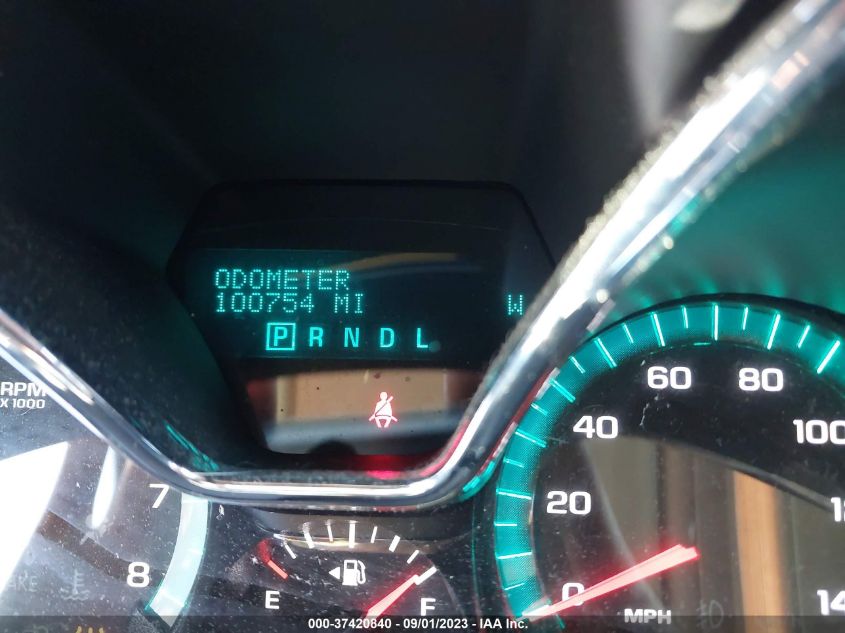 ODOMETER
100754 MI W
P R N D L
RPM
X 1000
7
8
E
F
0
20
40
60
80
100
MPH
000-37420840 - 09/01/2023 - IAA Inc.